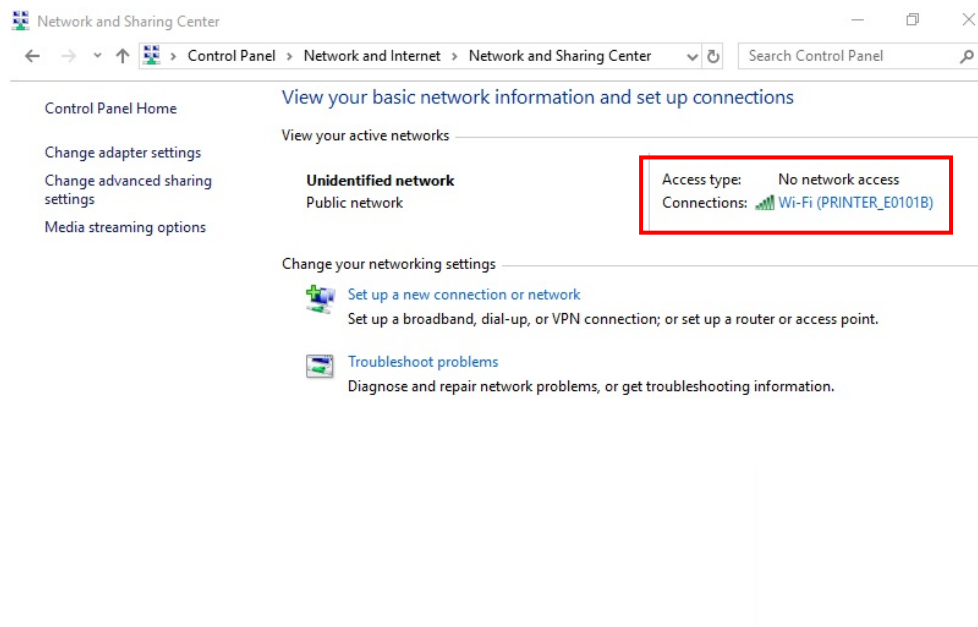 Network and Sharing Center
Control Panel > Network and Internet > Network and Sharing Center
Search Control Panel
Control Panel Home
Change adapter settings
Change advanced sharing
settings
Media streaming options
View your basic network information and set up connections
View your active networks
Unidentified network
Public network
Access type: No network access
Connections: Wi-Fi (PRINTER_E0101B)
Change your networking settings
Set up a new connection or network
Set up a broadband, dial-up, or VPN connection; or set up a router or access point.
Troubleshoot problems
Diagnose and repair network problems, or get troubleshooting information.